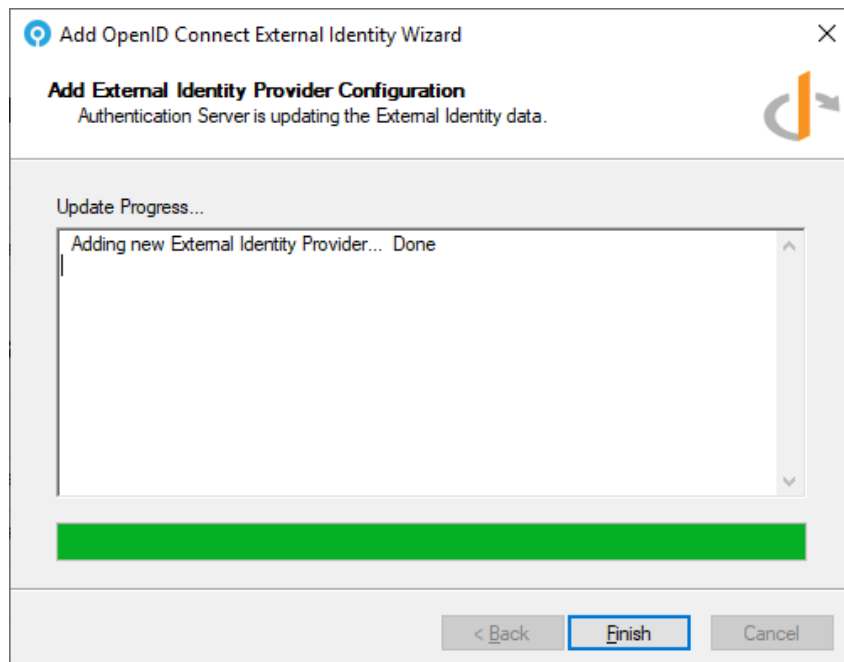 Add OpenID Connect External Identity Wizard
Add External Identity Provider Configuration
Authentication Server is updating the External Identity data.
Update Progress...
Adding new External Identity Provider... Done
< Back Finish Cancel